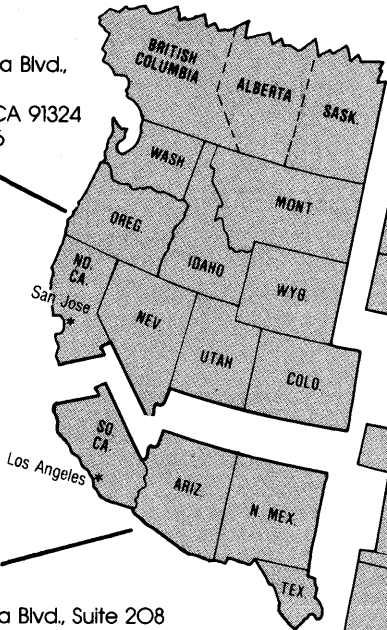 a Blvd.,
CA 91324
6
BRITISH
COLUMBIA
ALBERTA
SASK.
WASH
MONT.
OREG.
IDAHO
NO.
CA.
San Jose
*
WYO.
NEV.
UTAH
COLO.
SO.
CA.
Los Angeles *
ARIZ.
N. MEX.
TEX.
a Blvd., Suite 208